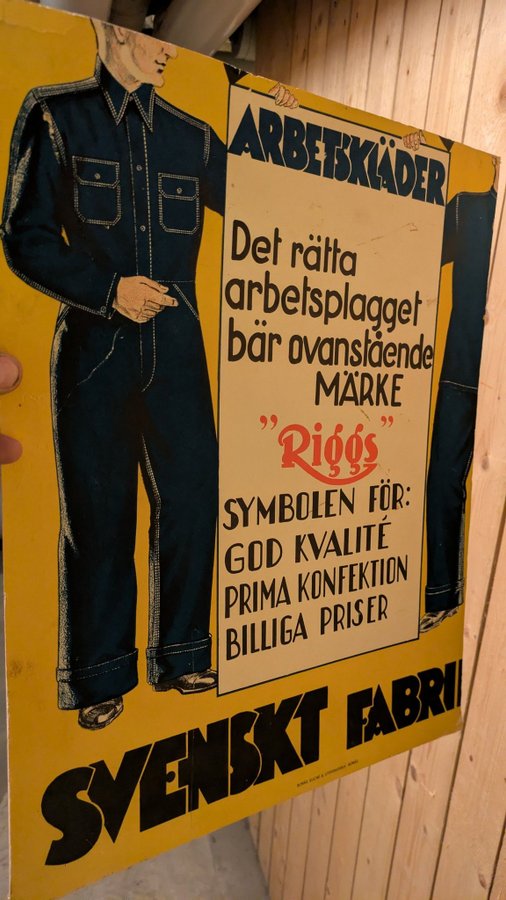 ARBETSKLÄDER
Det rätta
arbetsplagget
bär ovanstående
MÄRKE
"Riggs"
SYMBOLEN FÖR:
GOD KVALITÉ
PRIMA KONFEKTION
BILLIGA PRISER
SVENSKT FABRI